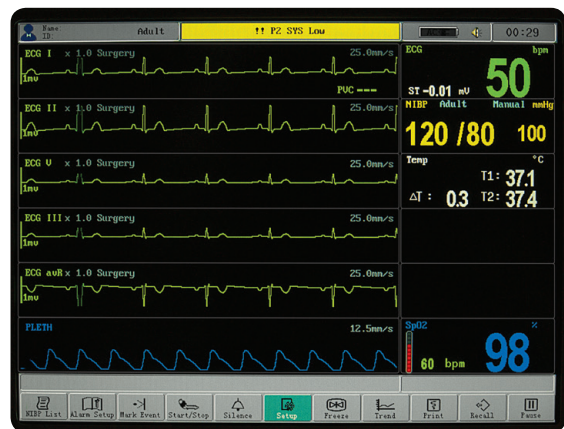 Name: Adult !! P2 SYS Low 00:29
ID:
ECG I x 1.0 Surgery 25.0mm/s
1mv
PVC ---
ECG bpm
50
ST -0.01 mV
ECG II x 1.0 Surgery 25.0mm/s
1mv
NIBP Adult Manual mmHg
120 /80 100
ECG V x 1.0 Surgery 25.0mm/s
1mv
Temp °C
T1: 37.1
ΔT : 0.3 T2: 37.4
ECG III x 1.0 Surgery 25.0mm/s
1mv
ECG avR x 1.0 Surgery 25.0mm/s
1mv
PLETH 12.5mm/s
SpO2 %
60 bpm 98
NIBP List Alarm Setup Mark Event Start/Stop Silence Setup Freeze Trend Print Recall Pause